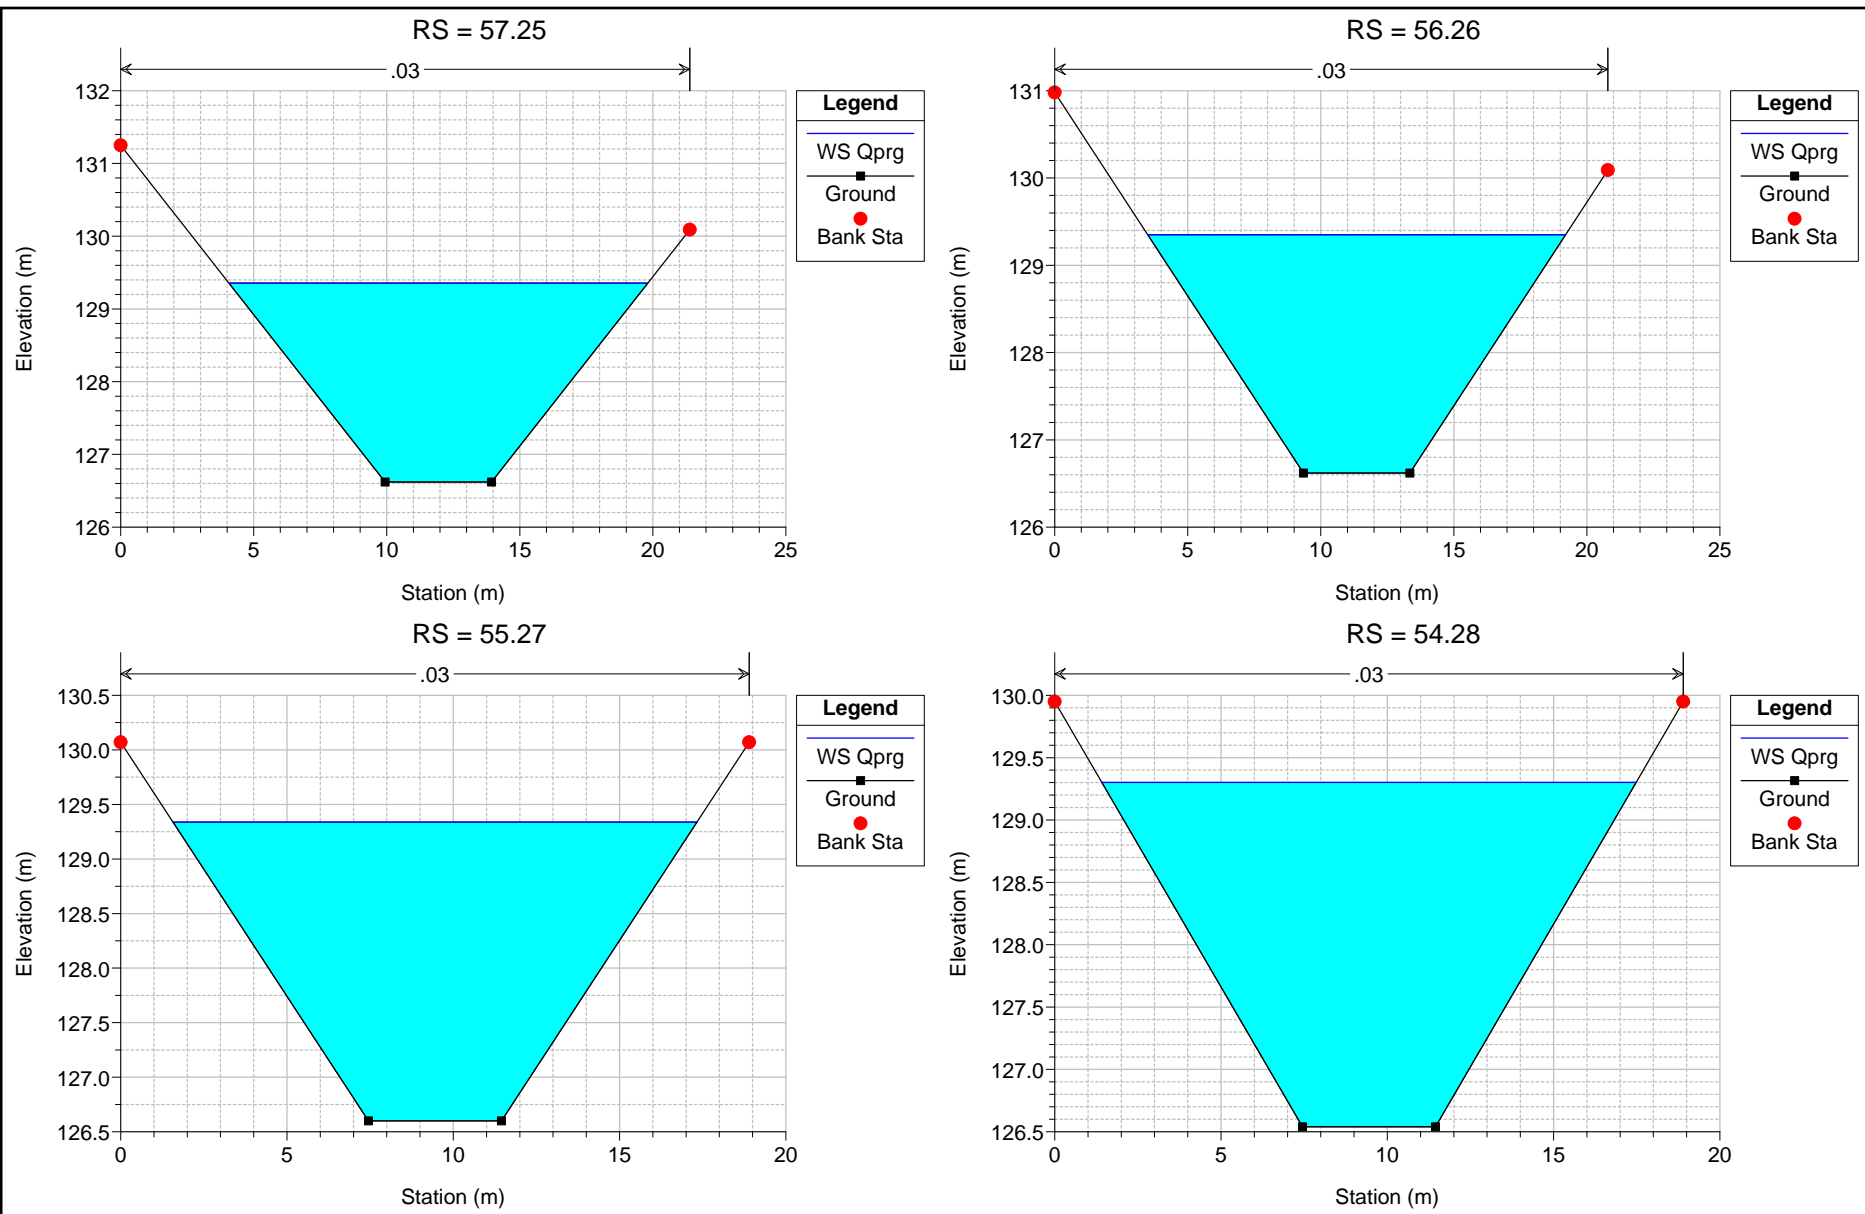 RS = 57.25
.03
132
131
130
129
128
127
126
0 5 10 15 20 25
Elevation (m)
Station (m)
Legend
WS Qprg
Ground
Bank Sta
RS = 56.26
.03
131
130
129
128
127
126
0 5 10 15 20 25
Elevation (m)
Station (m)
Legend
WS Qprg
Ground
Bank Sta
RS = 55.27
.03
130.5
130.0
129.5
129.0
128.5
128.0
127.5
127.0
126.5
0 5 10 15 20
Elevation (m)
Station (m)
Legend
WS Qprg
Ground
Bank Sta
RS = 54.28
.03
130.0
129.5
129.0
128.5
128.0
127.5
127.0
126.5
0 5 10 15 20
Elevation (m)
Station (m)
Legend
WS Qprg
Ground
Bank Sta